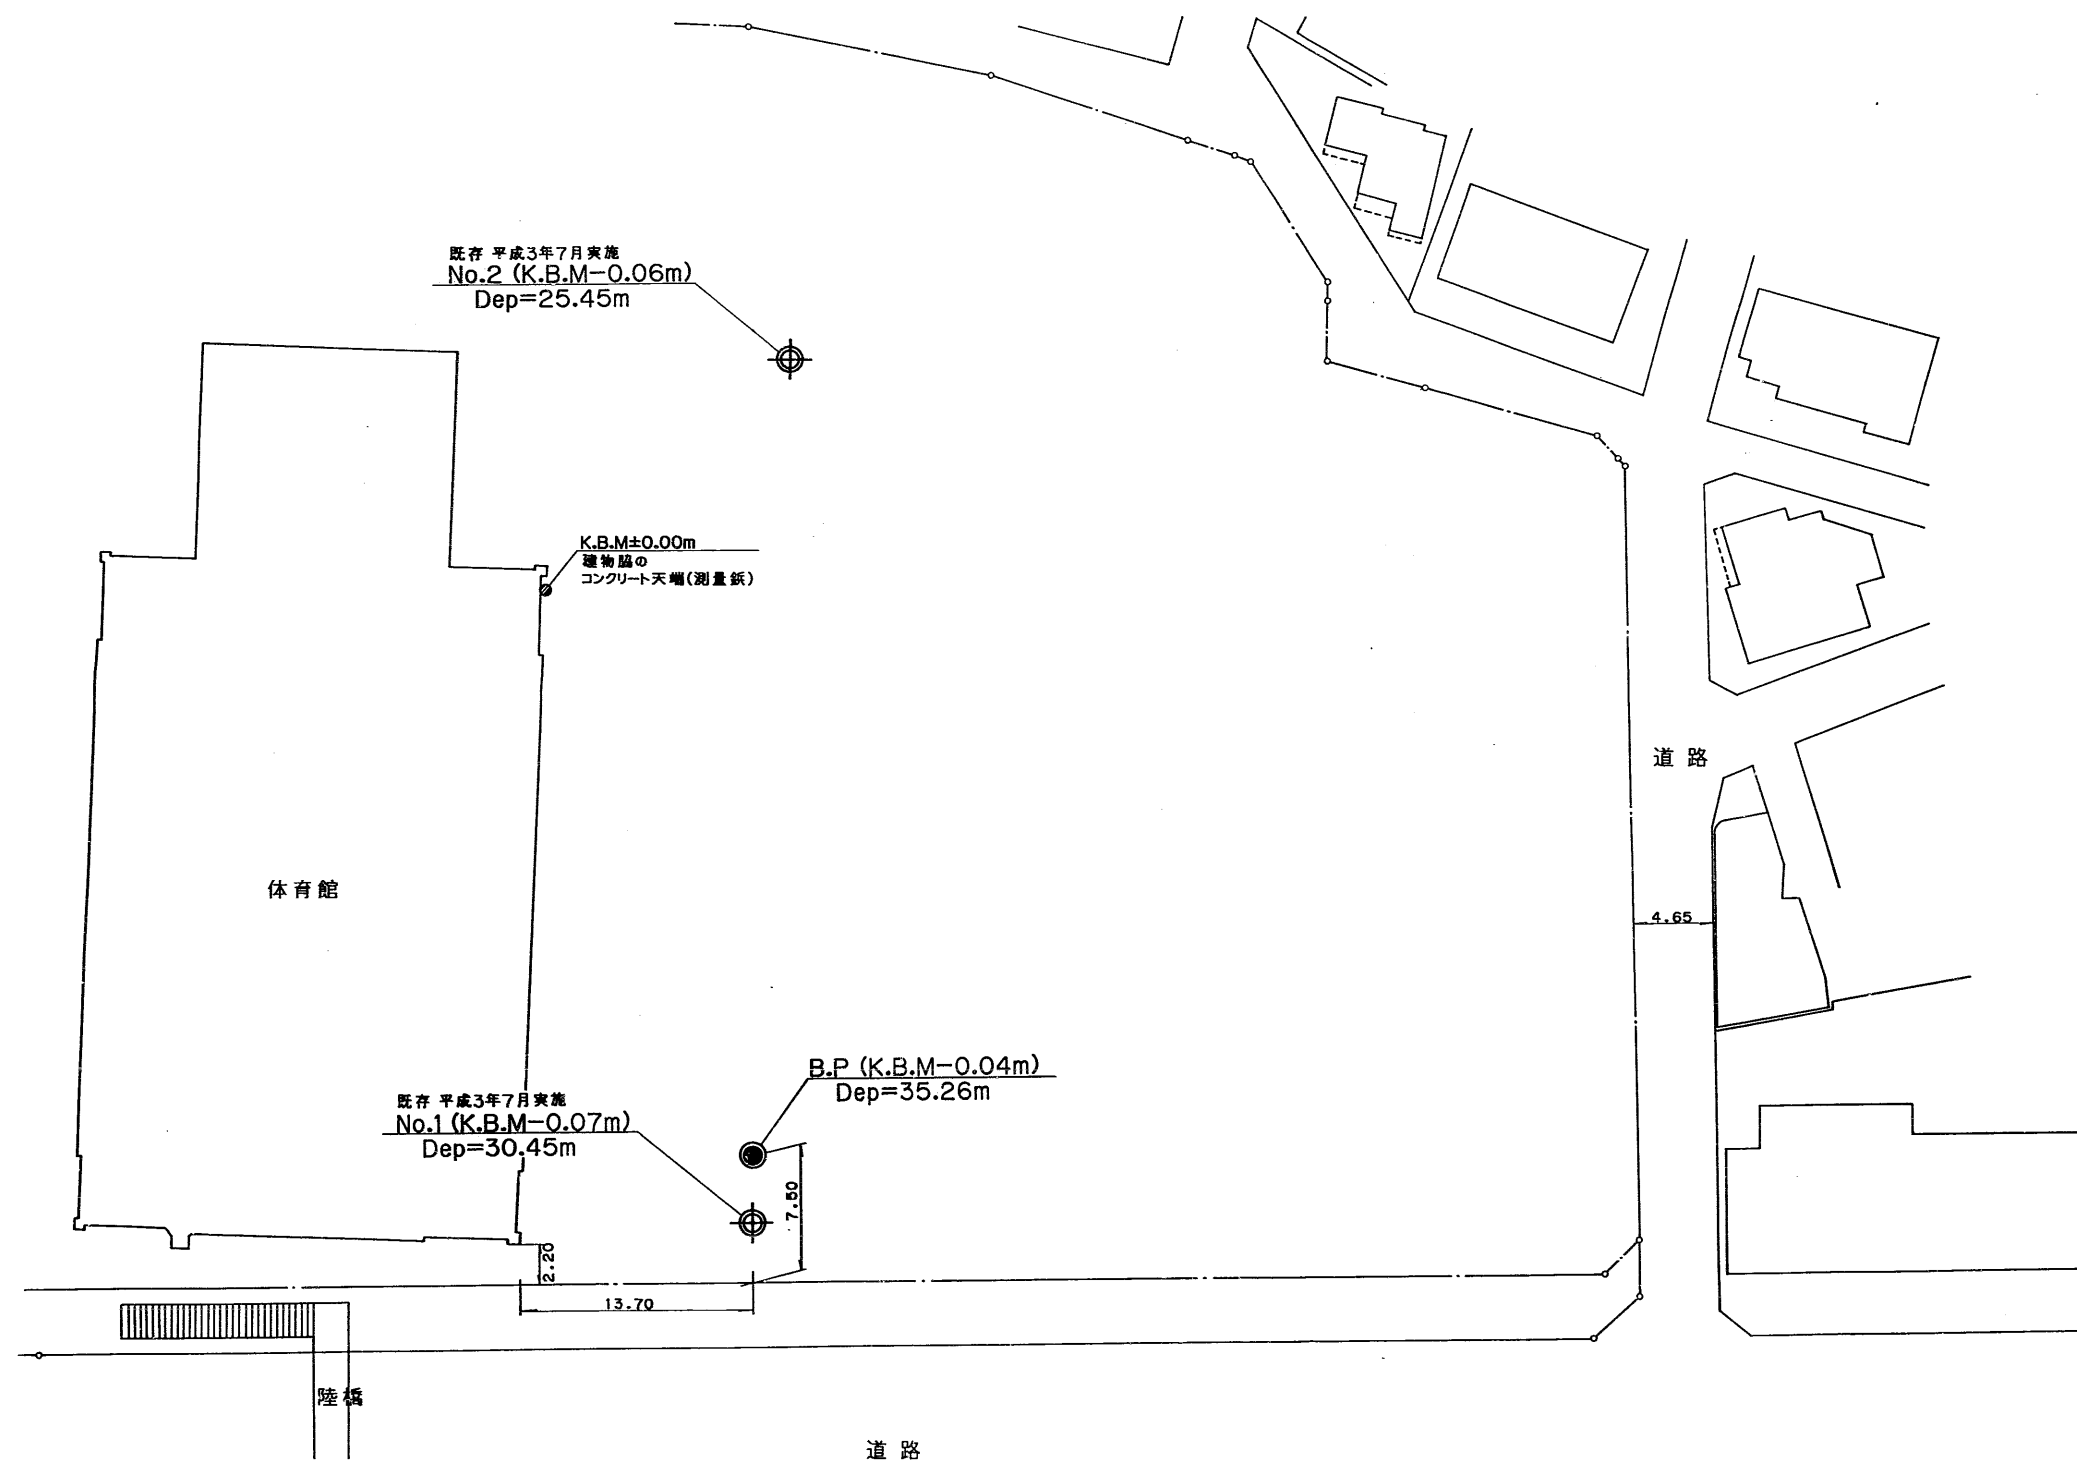 既存 平成3年7月実施
No.2 (K.B.M-0.06m)
Dep=25.45m
K.B.M±0.00m
建物脇の
コンクリート天端(測量鋲)
道路
体育館
4.65
B.P (K.B.M-0.04m)
Dep=35.26m
既存 平成3年7月実施
No.1 (K.B.M-0.07m)
Dep=30.45m
7.50
2.20
13.70
陸橋
道路